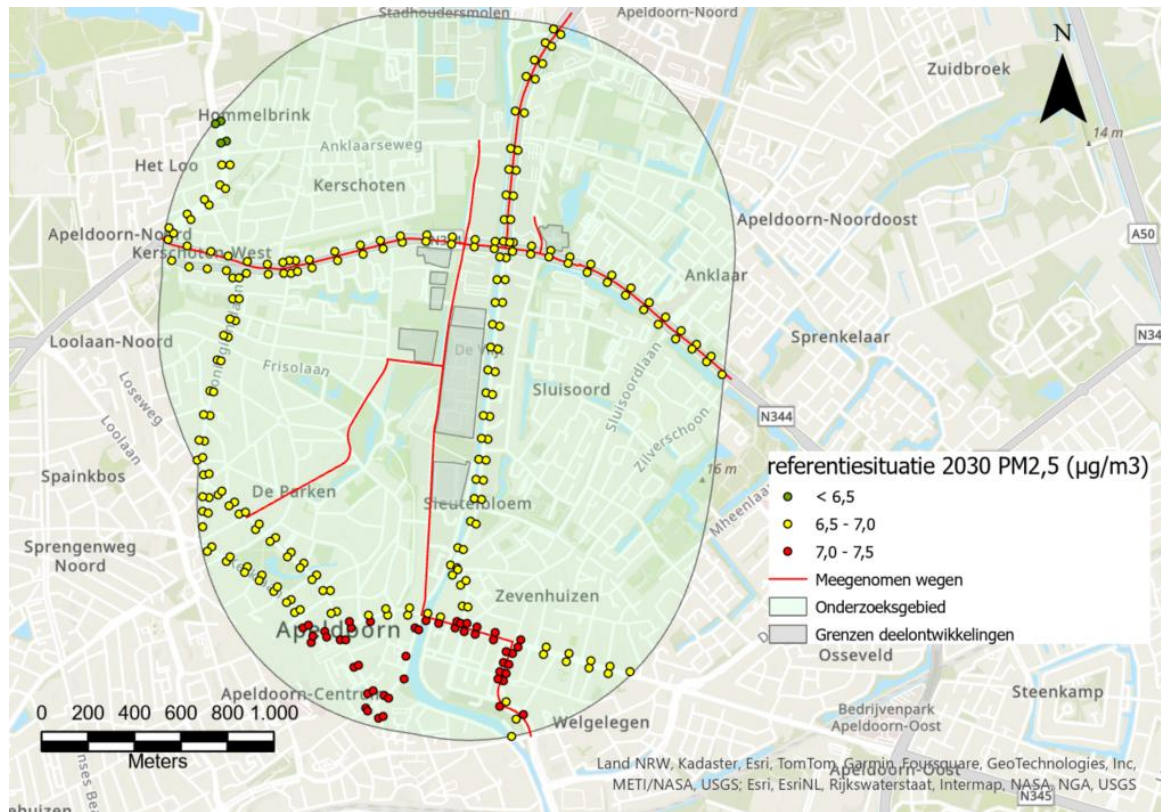 Stadhoudersmolen
Apeldoorn-Noord
N
Zuidbroek
Hommelbrink
14 m
Anklaarseweg
Het Loo
Kerschoten
Apeldoorn-Noordoost
Apeldoorn-Noord
A50
Kerschoten-West
Anklaar
Sprenkelaar
Loolaan-Noord
Frisolaan
Loseweg
Loolaan
Sluisoord
Sluisoordlaan
Zilverschoon
N344
16 m
Spainkbos
De Parken
Sleutelbloem
Sprengenweg
Noord
Zevenhuizen
Apeldoorn
Osseveld
Apeldoorn-Centrum
Steenkamp
Welgelegen
Bedrijvenpark
Apeldoorn-Oost
Apeldoorn-Oost
N345
referentiesituatie 2030 PM2,5 (µg/m3)
< 6,5
6,5 - 7,0
7,0 - 7,5
Meegenomen wegen
Onderzoeksgebied
Grenzen deelontwikkelingen
0 200 400 600 800 1.000
Meters
Land NRW, Kadaster, Esri, TomTom, Garmin, Foursquare, GeoTechnologies, Inc,
METI/NASA, USGS; Esri, EsriNL, Rijkswaterstaat, Intermap, NASA, NGA, USGS